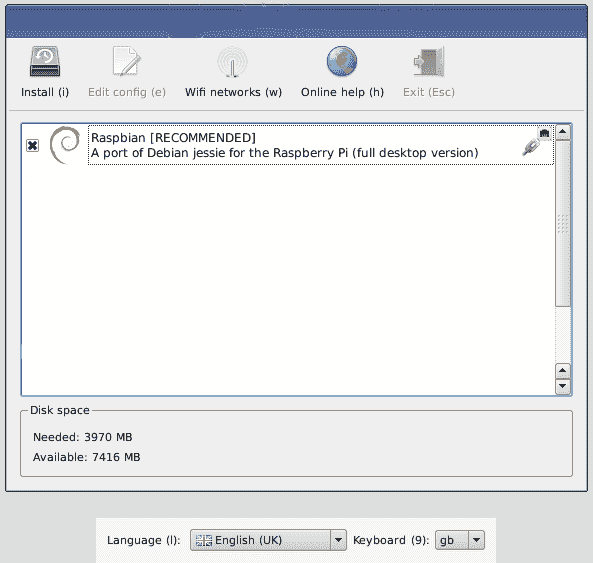 Install (i) Edit config (e) Wifi networks (w) Online help (h) Exit (Esc)
Raspbian [RECOMMENDED]
A port of Debian jessie for the Raspberry Pi (full desktop version)
Disk space
Needed: 3970 MB
Available: 7416 MB
Language (l): English (UK) Keyboard (9): gb